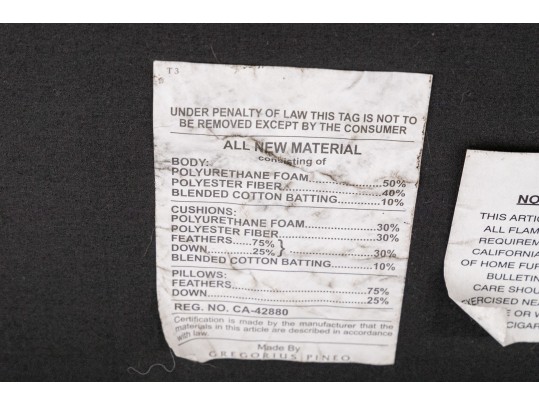 T3
UNDER PENALTY OF LAW THIS TAG IS NOT TO
BE REMOVED EXCEPT BY THE CONSUMER
ALL NEW MATERIAL
consisting of
BODY:
POLYURETHANE FOAM..................50%
POLYESTER FIBER.........................40%
BLENDED COTTON BATTING..........10%
CUSHIONS:
POLYURETHANE FOAM..................30%
POLYESTER FIBER.........................30%
FEATHERS.....75%
DOWN...........25% } ......................30%
BLENDED COTTON BATTING..........10%
PILLOWS:
FEATHERS....................................75%
DOWN..........................................25%
REG. NO. CA-42880
Certification is made by the manufacturer that the
materials in this article are described in accordance
with law.
Made By
GREGORIUS|PINEO
NO
THIS ARTIC
ALL FLAM
REQUIREM
CALIFORNIA
OF HOME FUR
BULLETIN
CARE SHOU
EXERCISED NEA
E OR W
CIGAR